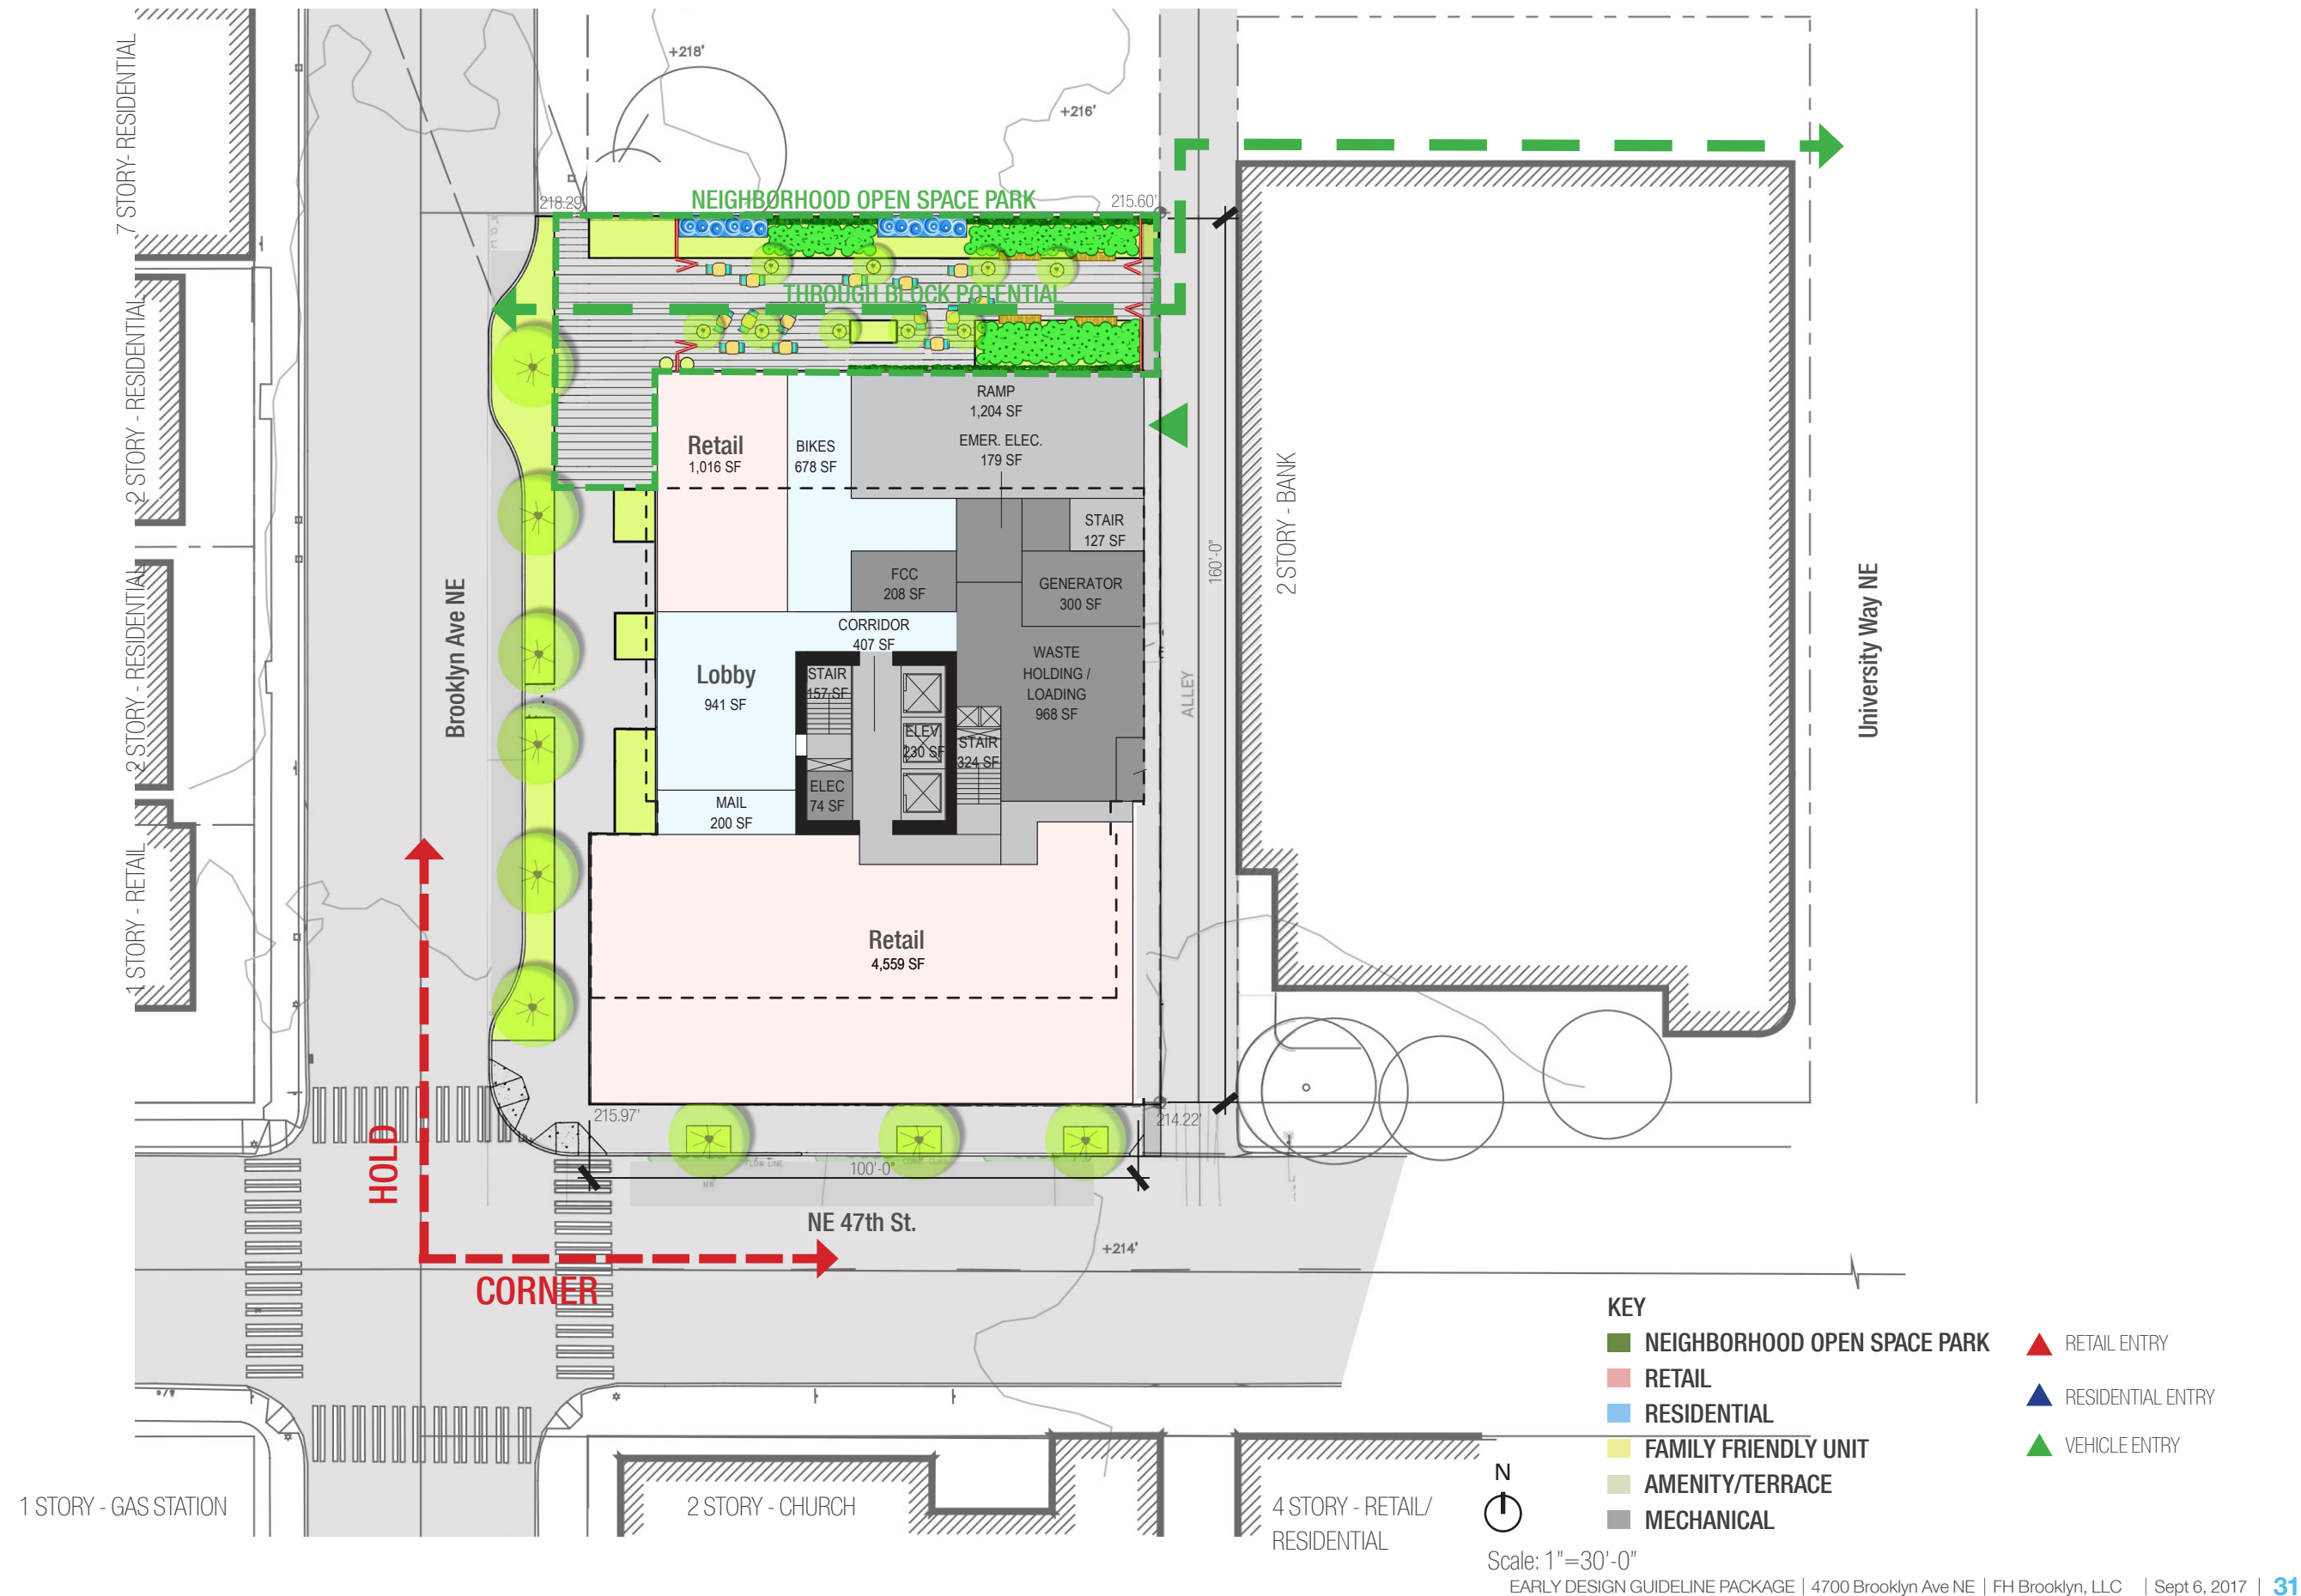 +218'
+216'
7 STORY- RESIDENTIAL
218.29'
NEIGHBORHOOD OPEN SPACE PARK
215.60'
THROUGH BLOCK POTENTIAL
2 STORY - RESIDENTIAL
RAMP
1,204 SF
EMER. ELEC.
179 SF
Retail
1,016 SF
BIKES
678 SF
STAIR
127 SF
2 STORY - BANK
160'-0"
FCC
208 SF
GENERATOR
300 SF
2 STORY - RESIDENTIAL
Brooklyn Ave NE
University Way NE
CORRIDOR
407 SF
Lobby
941 SF
STAIR
157 SF
WASTE
HOLDING /
LOADING
968 SF
ALLEY
ELEV.
230 SF
STAIR
324 SF
ELEC
74 SF
MAIL
200 SF
1 STORY - RETAIL
Retail
4,559 SF
215.97'
214.22'
FLOW LINE
100'-0"
HOLD
NE 47th St.
+214'
CORNER
KEY
NEIGHBORHOOD OPEN SPACE PARK
RETAIL
RESIDENTIAL
FAMILY FRIENDLY UNIT
AMENITY/TERRACE
MECHANICAL
RETAIL ENTRY
RESIDENTIAL ENTRY
VEHICLE ENTRY
1 STORY - GAS STATION
2 STORY - CHURCH
4 STORY - RETAIL/
RESIDENTIAL
N
Scale: 1"=30'-0"
EARLY DESIGN GUIDELINE PACKAGE | 4700 Brooklyn Ave NE | FH Brooklyn, LLC | Sept 6, 2017 | 31